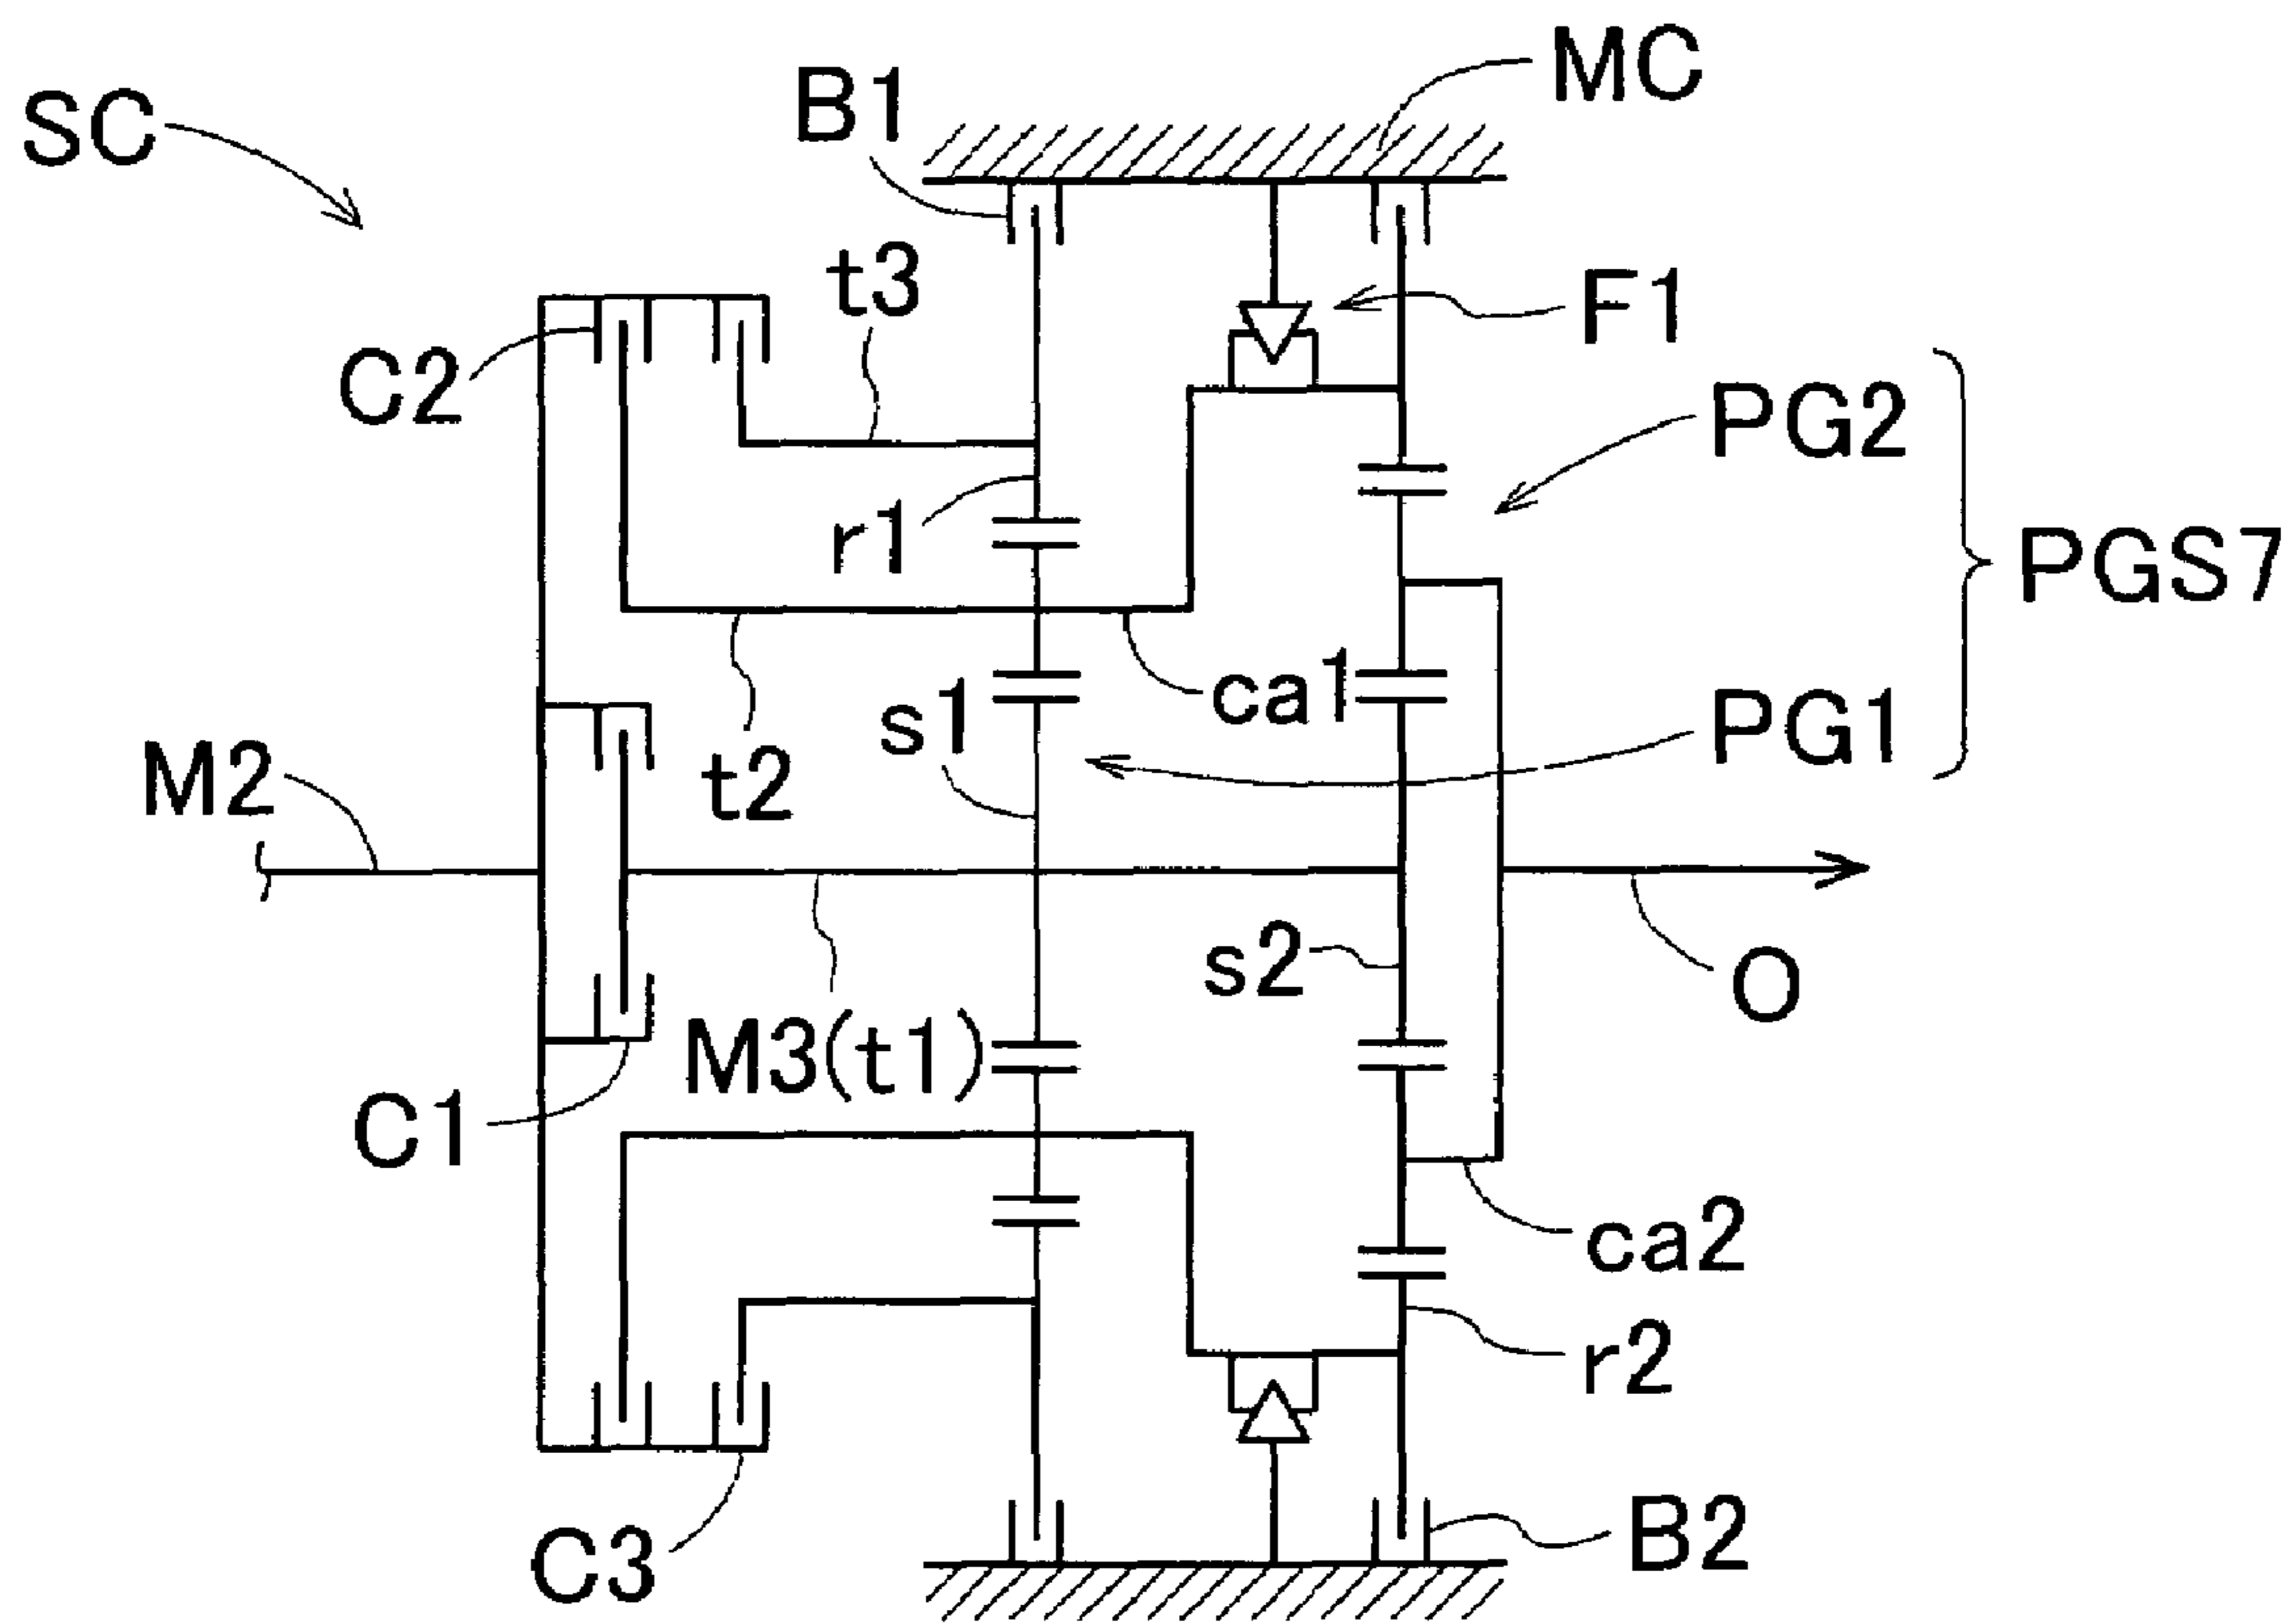 MC
B1
SC
t3
F1
C2
PG2
r1
PGS7
ca1
s1
PG1
M2
t2
s2
O
M3(t1)
C1
ca2
r2
B2
C3